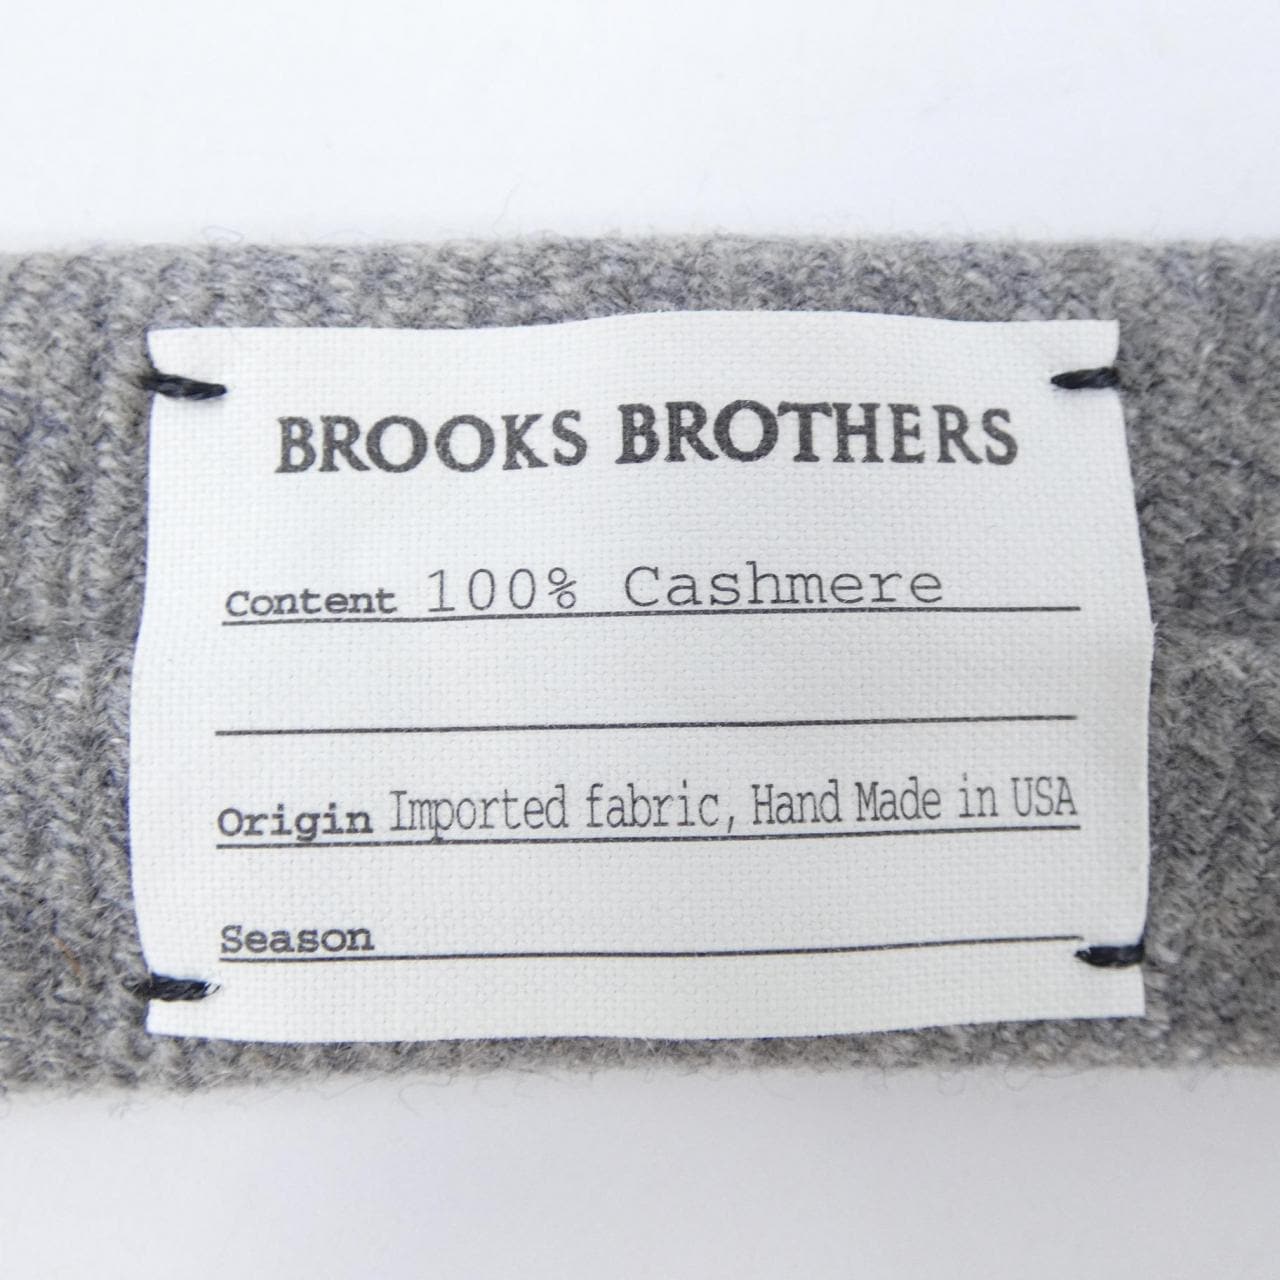 BROOKS BROTHERS
Content 100% Cashmere
Origin Imported fabric, Hand Made in USA
Season